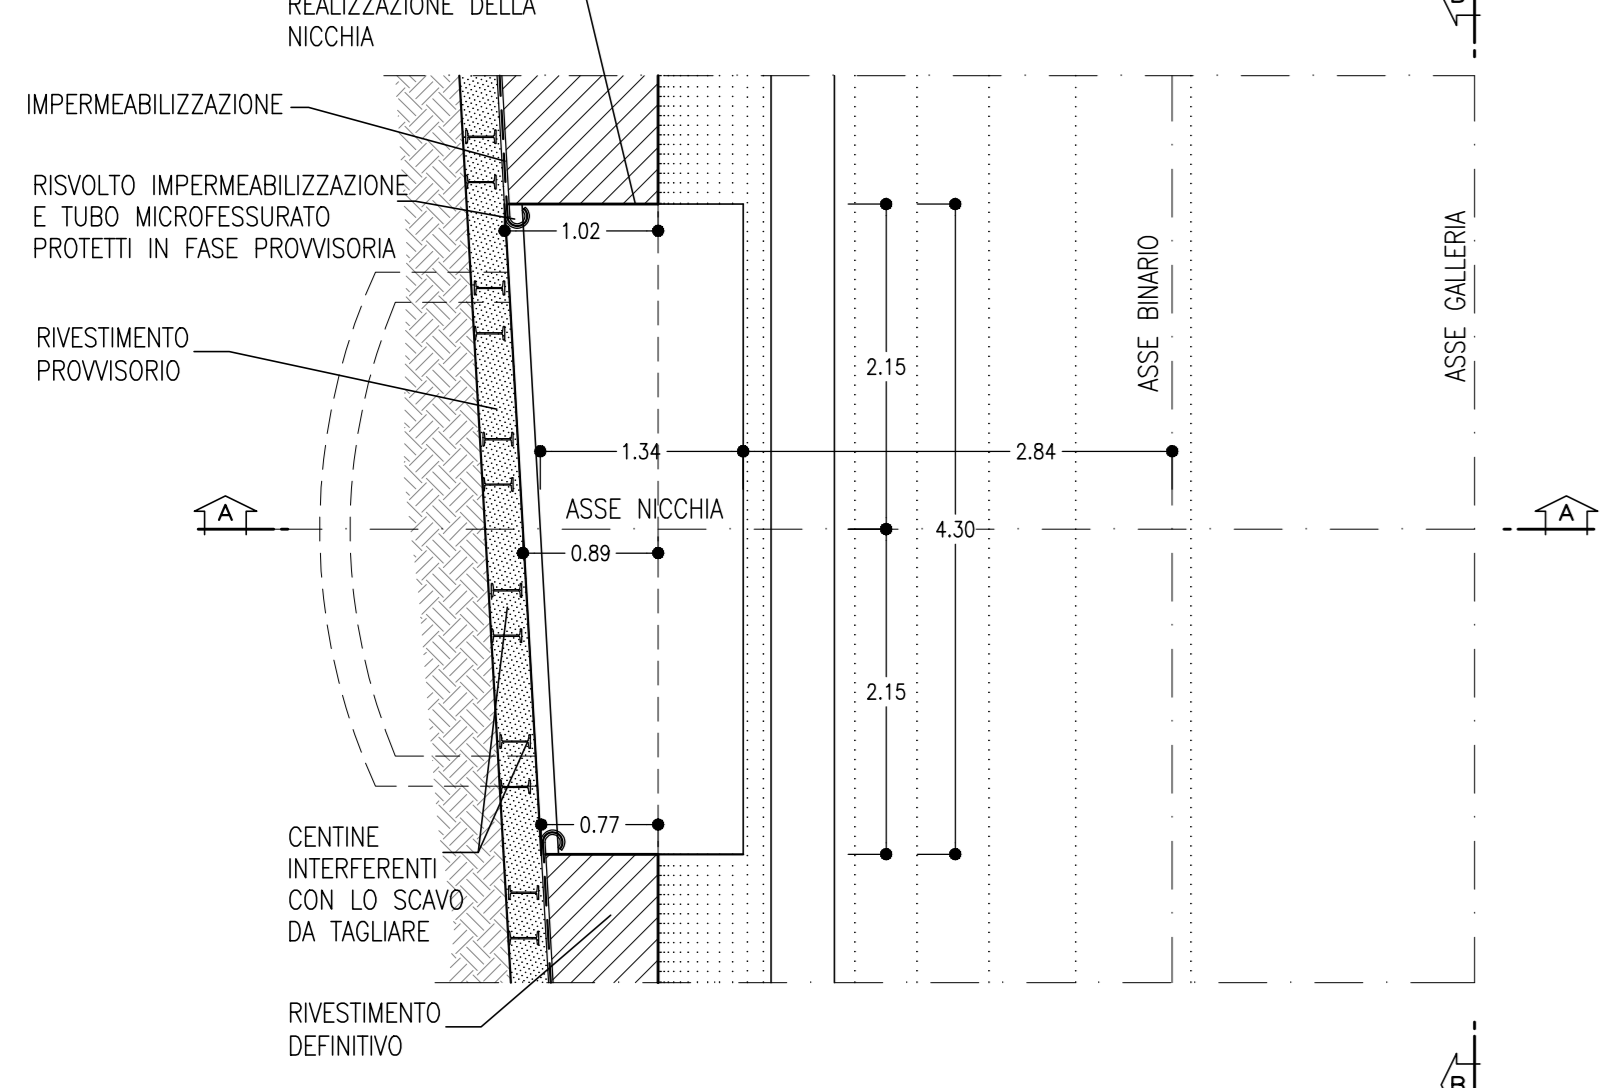 REALIZZAZIONE DELLA
NICCHIA
IMPERMEABILIZZAZIONE
RISVOLTO IMPERMEABILIZZAZIONE
E TUBO MICROFESSURATO
PROTETTI IN FASE PROVVISORIA
RIVESTIMENTO
PROVVISORIO
1.02
2.15
ASSE BINARIO
ASSE GALLERIA
1.34
2.84
A
ASSE NICCHIA
4.30
A
0.89
2.15
0.77
CENTINE
INTERFERENTI
CON LO SCAVO
DA TAGLIARE
RIVESTIMENTO
DEFINITIVO
B